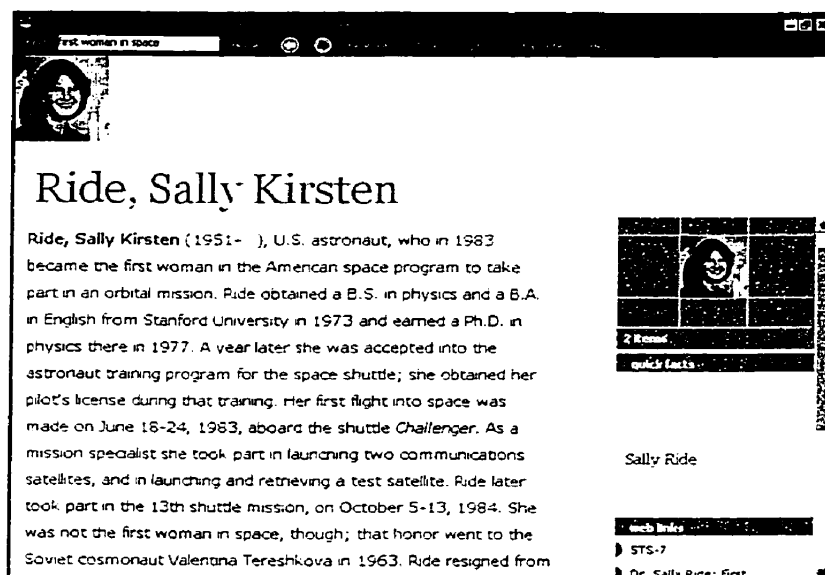 first woman in space
Ride, Sally Kirsten
Ride, Sally Kirsten (1951- ), U.S. astronaut, who in 1983
became the first woman in the American space program to take
part in an orbital mission. Ride obtained a B.S. in physics and a B.A.
in English from Stanford University in 1973 and earned a Ph.D. in
physics there in 1977. A year later she was accepted into the
astronaut training program for the space shuttle; she obtained her
pilot's license during that training. Her first flight into space was
made on June 18-24, 1983, aboard the shuttle Challenger. As a
mission specialist she took part in launching two communications
satellites, and in launching and retrieving a test satellite. Ride later
took part in the 13th shuttle mission, on October 5-13, 1984. She
was not the first woman in space, though; that honor went to the
Soviet cosmonaut Valentina Tereshkova in 1963. Ride resigned from
2 items
quick facts
Sally Ride
web links
STS-7
Dr. Sally Ride: First